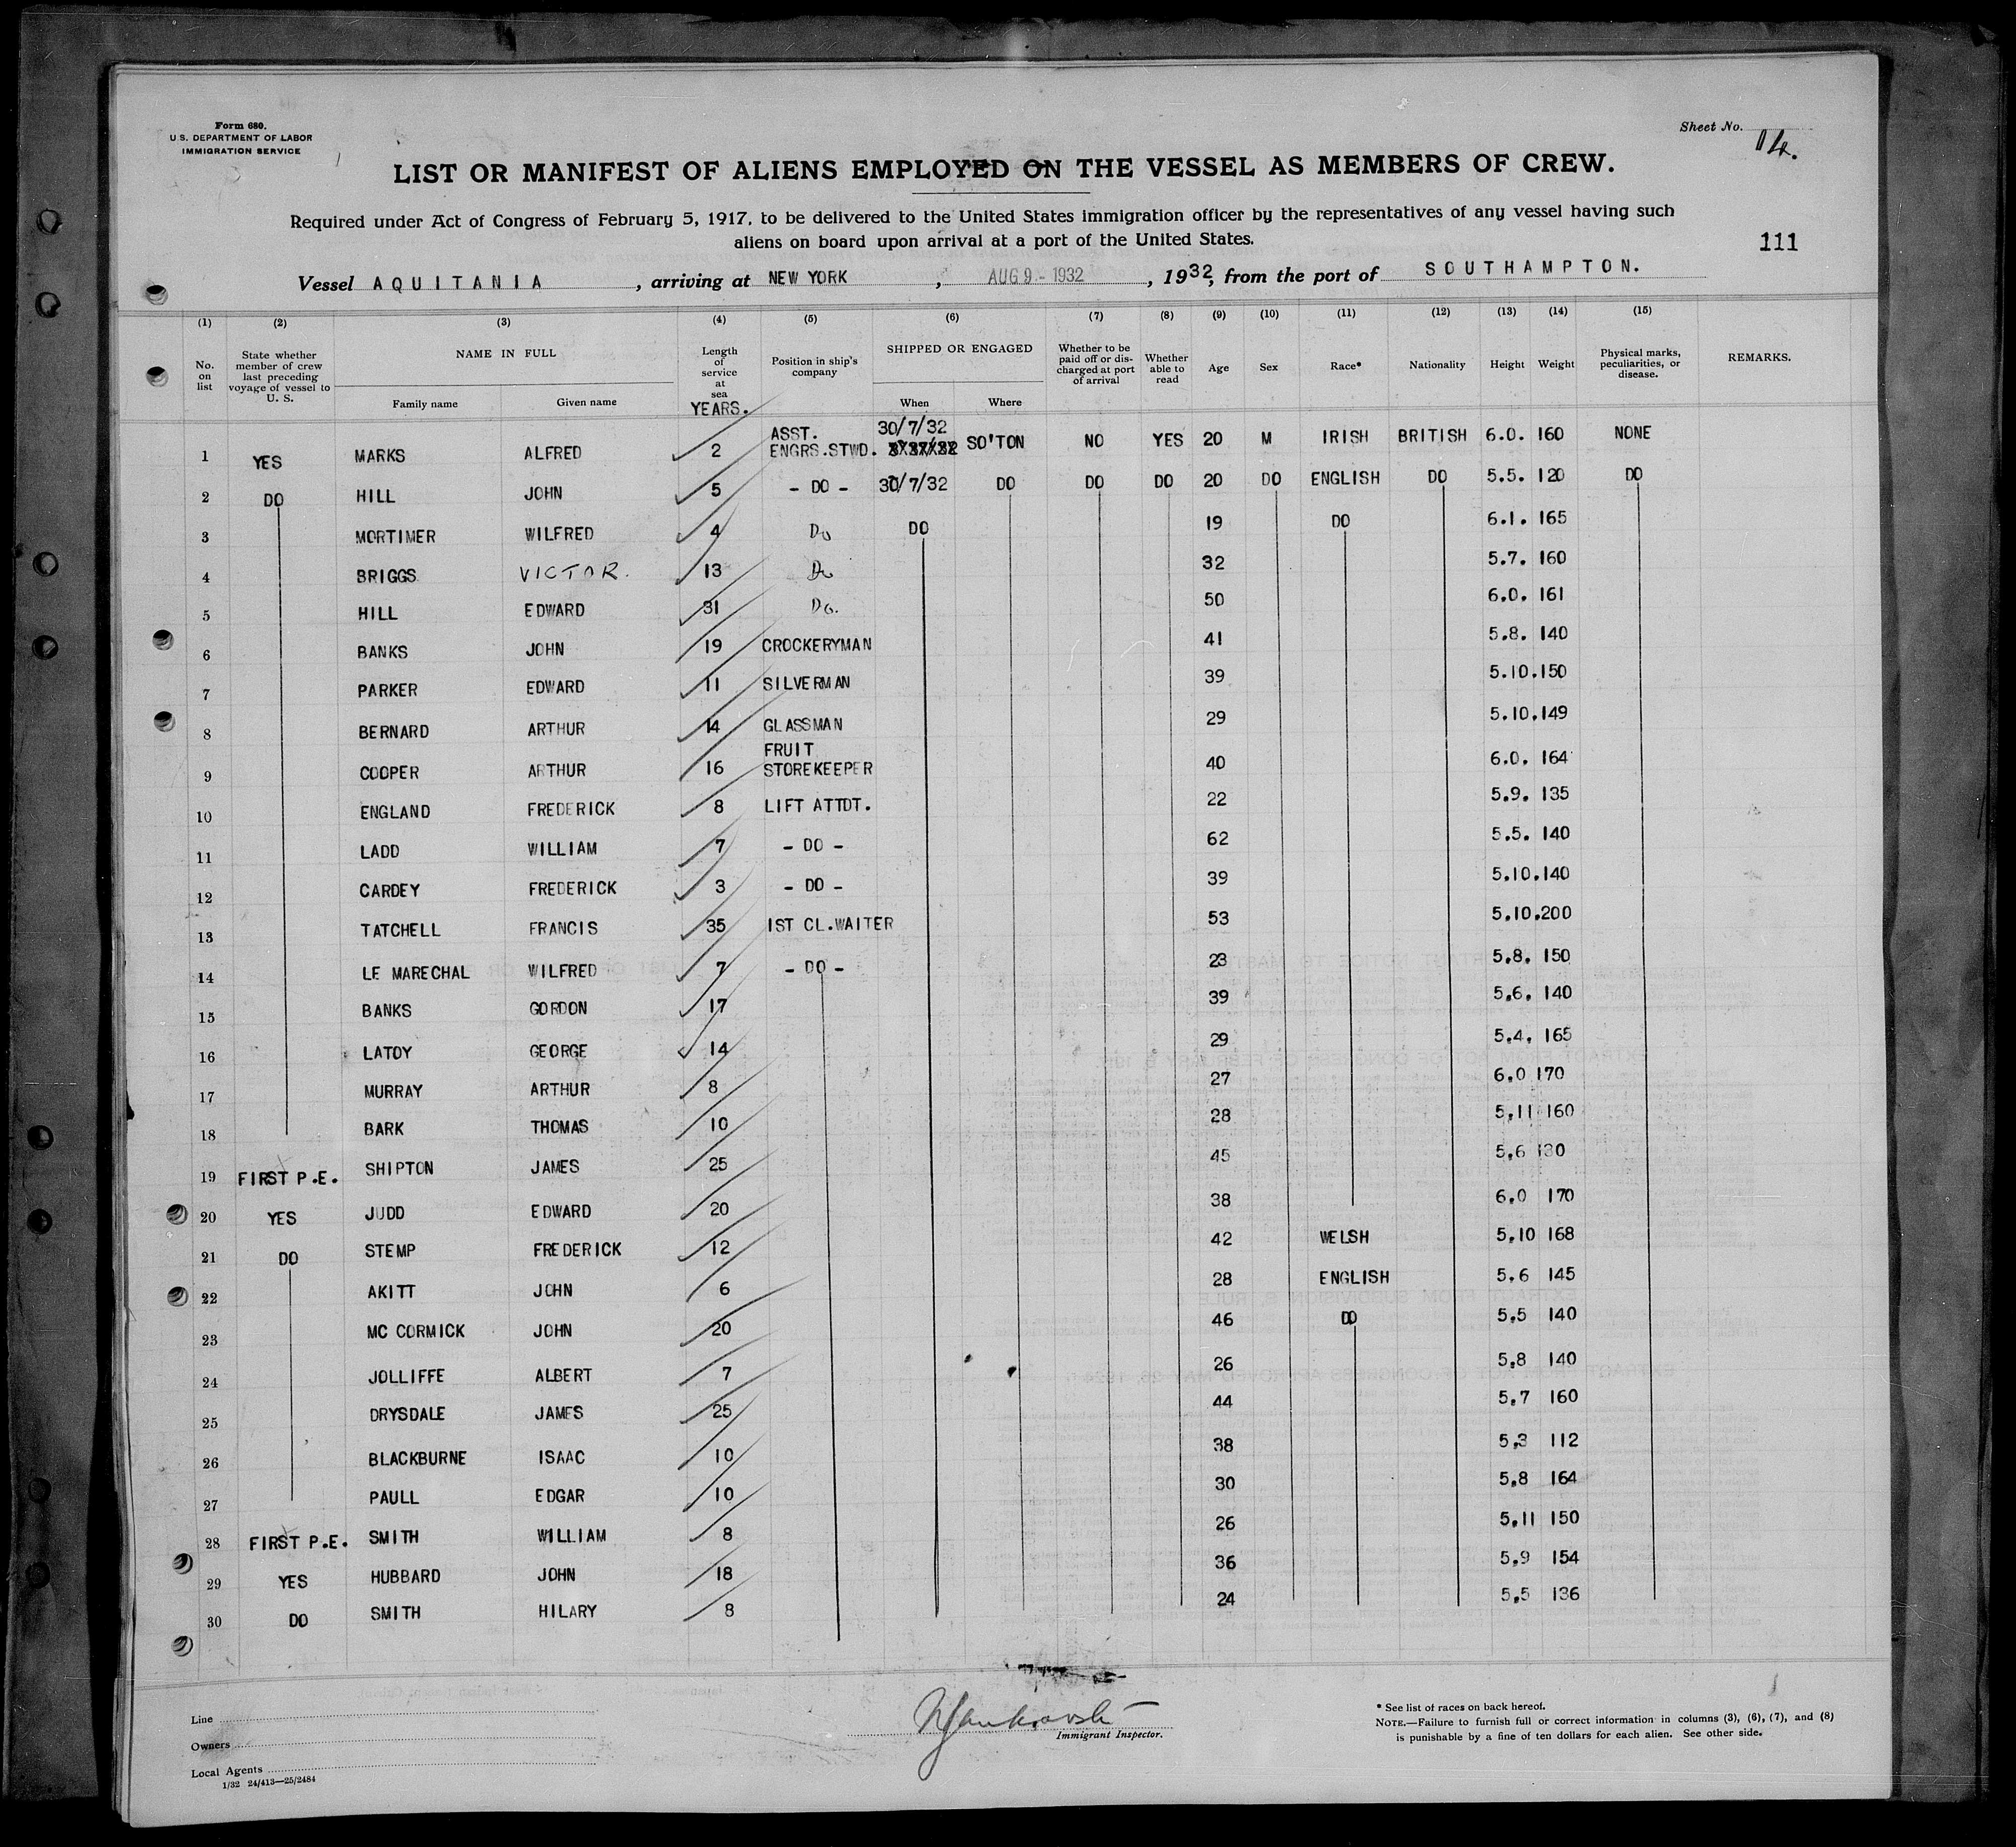 Form 680.
U.S. DEPARTMENT OF LABOR
IMMIGRATION SERVICE
Sheet No. 14.
LIST OR MANIFEST OF ALIENS EMPLOYED ON THE VESSEL AS MEMBERS OF CREW.
Required under Act of Congress of February 5, 1917, to be delivered to the United States immigration officer by the representatives of any vessel having such
aliens on board upon arrival at a port of the United States.
111
Vessel AQUITANIA, arriving at NEW YORK, AUG 9 - 1932, 1932, from the port of SOUTHAMPTON.
(1) (2) (3) (4) (5) (6) (7) (8) (9) (10) (11) (12) (13) (14) (15)
No. on list
State whether member of crew last preceding voyage of vessel to U. S.
NAME IN FULL
Family name
Given name
Length of service at sea
YEARS.
Position in ship's company
SHIPPED OR ENGAGED
When
Where
Whether to be paid off or discharged at port of arrival
Whether able to read
Age
Sex
Race*
Nationality
Height
Weight
Physical marks, peculiarities, or disease.
REMARKS.
1 YES MARKS ALFRED 2 ASST. ENGRS.STWD. 30/7/32 SO'TON NO YES 20 M IRISH BRITISH 6.0. 160 NONE
2 DO HILL JOHN 5 - DO - 30/7/32 DO DO DO 20 DO ENGLISH DO 5.5. 120 DO
3 MORTIMER WILFRED 4 Do DO 19 DO 6.1. 165
4 BRIGGS VICTOR. 13 Do 32 5.7. 160
5 HILL EDWARD 31 Do. 50 6.0. 161
6 BANKS JOHN 19 CROCKERYMAN 41 5.8. 140
7 PARKER EDWARD 11 SILVERMAN 39 5.10. 150
8 BERNARD ARTHUR 14 GLASSMAN 29 5.10. 149
9 COOPER ARTHUR 16 FRUIT STOREKEEPER 40 6.0. 164
10 ENGLAND FREDERICK 8 LIFT ATTDT. 22 5.9. 135
11 LADD WILLIAM 7 - DO - 62 5.5. 140
12 CARDEY FREDERICK 3 - DO - 39 5.10. 140
13 TATCHELL FRANCIS 35 1ST CL.WAITER 53 5.10. 200
14 LE MARECHAL WILFRED 7 - DO - 23 5.8. 150
15 BANKS GORDON 17 39 5.6. 140
16 LATOY GEORGE 14 29 5.4. 165
17 MURRAY ARTHUR 8 27 6.0 170
18 BARK THOMAS 10 28 5.11 160
19 FIRST P.E. SHIPTON JAMES 25 45 5.6 130
20 YES JUDD EDWARD 20 38 6.0 170
21 DO STEMP FREDERICK 12 42 WELSH 5.10 168
22 AKITT JOHN 6 28 ENGLISH 5.6 145
23 MC CORMICK JOHN 20 46 DO 5.5 140
24 JOLLIFFE ALBERT 7 26 5.8 140
25 DRYSDALE JAMES 25 44 5.7 160
26 BLACKBURNE ISAAC 10 38 5.3 112
27 PAULL EDGAR 10 30 5.8 164
28 FIRST P.E. SMITH WILLIAM 8 26 5.11 150
29 YES HUBBARD JOHN 18 36 5.9 154
30 DO SMITH HILARY 8 24 5.5 136
Line
Owners
Local Agents
1/32 24/413—25/2484
Immigrant Inspector.
* See list of races on back hereof.
NOTE.—Failure to furnish full or correct information in columns (3), (6), (7), and (8)
is punishable by a fine of ten dollars for each alien. See other side.